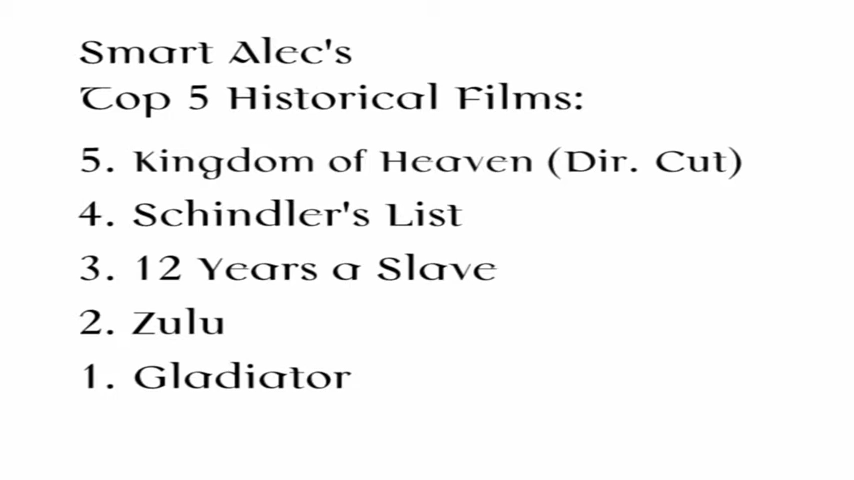 Smart Alec's
Top 5 Historical Films:
5. Kingdom of Heaven (Dir. Cut)
4. Schindler's List
3. 12 Years a Slave
2. Zulu
1. Gladiator